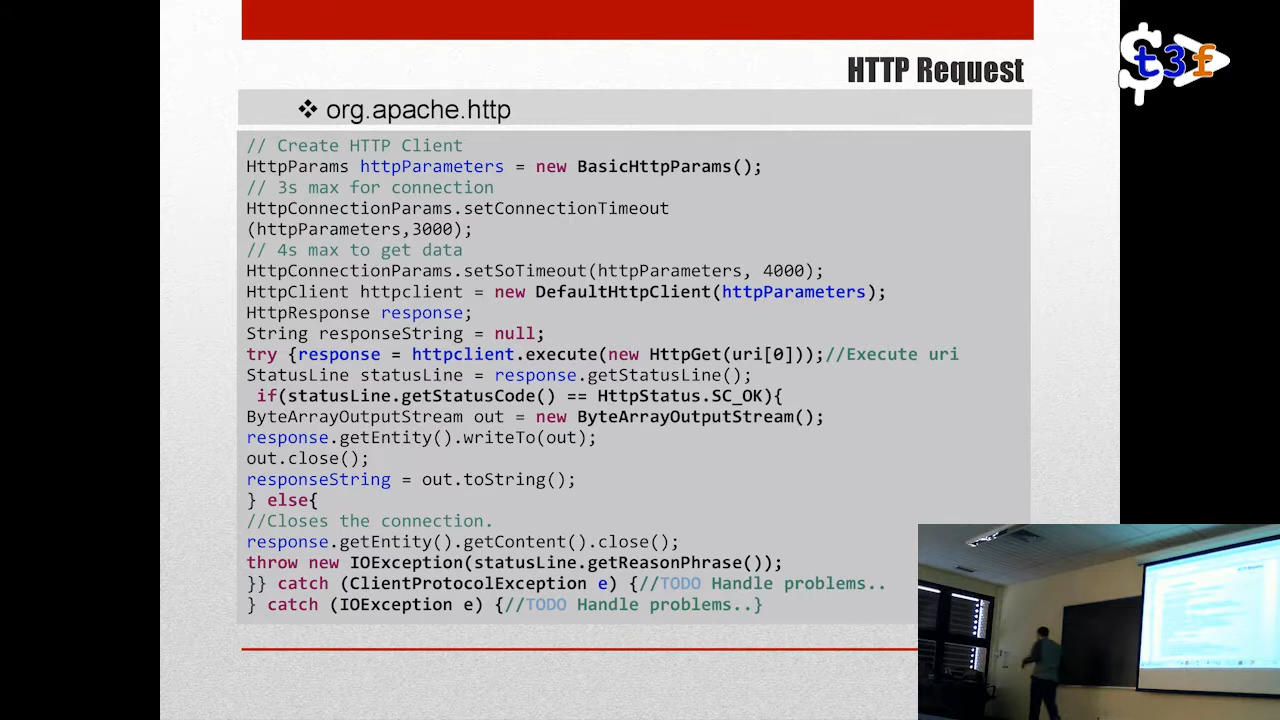 HTTP Request
$t3f
❖ org.apache.http
// Create HTTP Client
HttpParams httpParameters = new BasicHttpParams();
// 3s max for connection
HttpConnectionParams.setConnectionTimeout
(httpParameters,3000);
// 4s max to get data
HttpConnectionParams.setSoTimeout(httpParameters, 4000);
HttpClient httpclient = new DefaultHttpClient(httpParameters);
HttpResponse response;
String responseString = null;
try {response = httpclient.execute(new HttpGet(uri[0]));//Execute uri
StatusLine statusLine = response.getStatusLine();
if(statusLine.getStatusCode() == HttpStatus.SC_OK){
ByteArrayOutputStream out = new ByteArrayOutputStream();
response.getEntity().writeTo(out);
out.close();
responseString = out.toString();
} else{
//Closes the connection.
response.getEntity().getContent().close();
throw new IOException(statusLine.getReasonPhrase());
}} catch (ClientProtocolException e) {//TODO Handle problems..
} catch (IOException e) {//TODO Handle problems..}